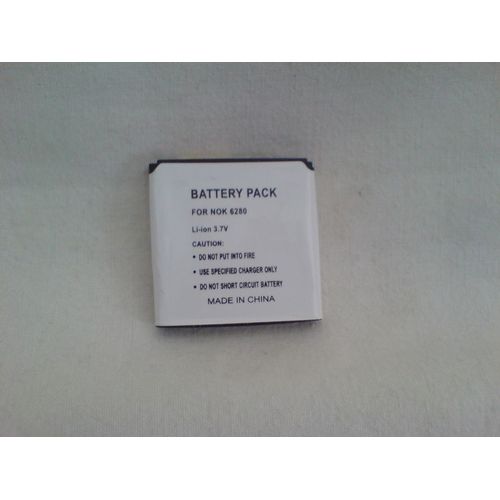 BATTERY PACK
FOR NOK 6280
Li-ion 3.7V
CAUTION:
• DO NOT PUT INTO FIRE
• USE SPECIFIED CHARGER ONLY
• DO NOT SHORT CIRCUIT BATTERY
MADE IN CHINA